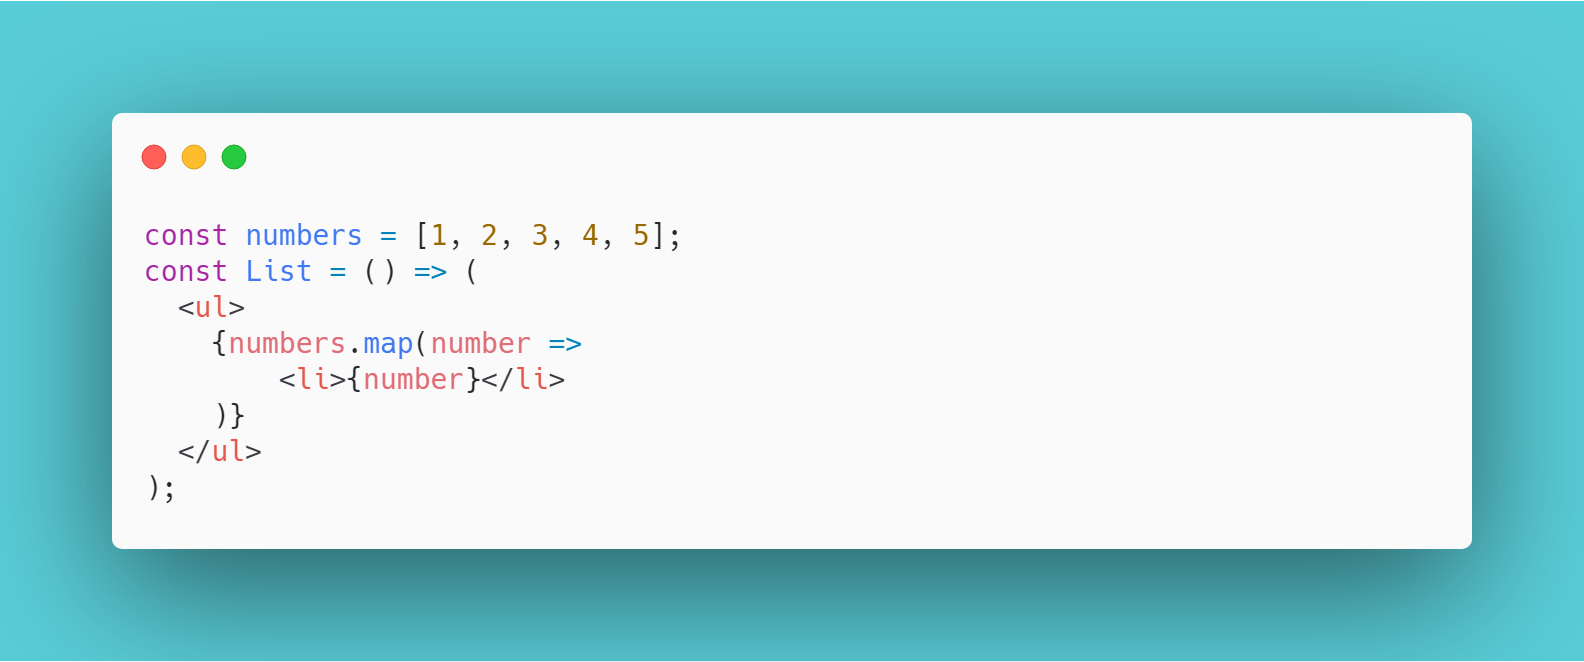 const numbers = [1, 2, 3, 4, 5];
const List = () => (
  <ul>
    {numbers.map(number =>
        <li>{number}</li>
    )}
  </ul>
);